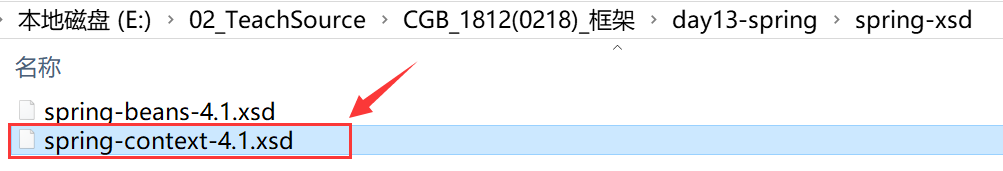 本地磁盘 (E:) › 02_TeachSource › CGB_1812(0218)_框架 › day13-spring › spring-xsd
名称
spring-beans-4.1.xsd
spring-context-4.1.xsd